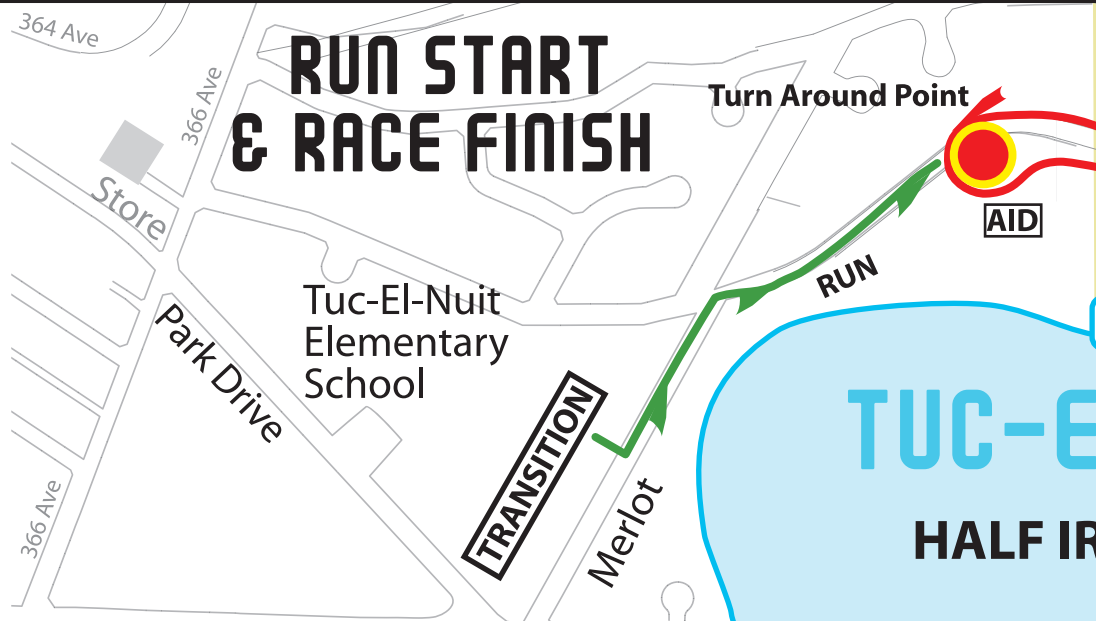 364 Ave
RUN START
& RACE FINISH
366 Ave
Turn Around Point
Store
AID
RUN
Tuc-El-Nuit
Elementary
School
Park Drive
TRANSITION
TUC-E
Merlot
366 Ave
HALF IR